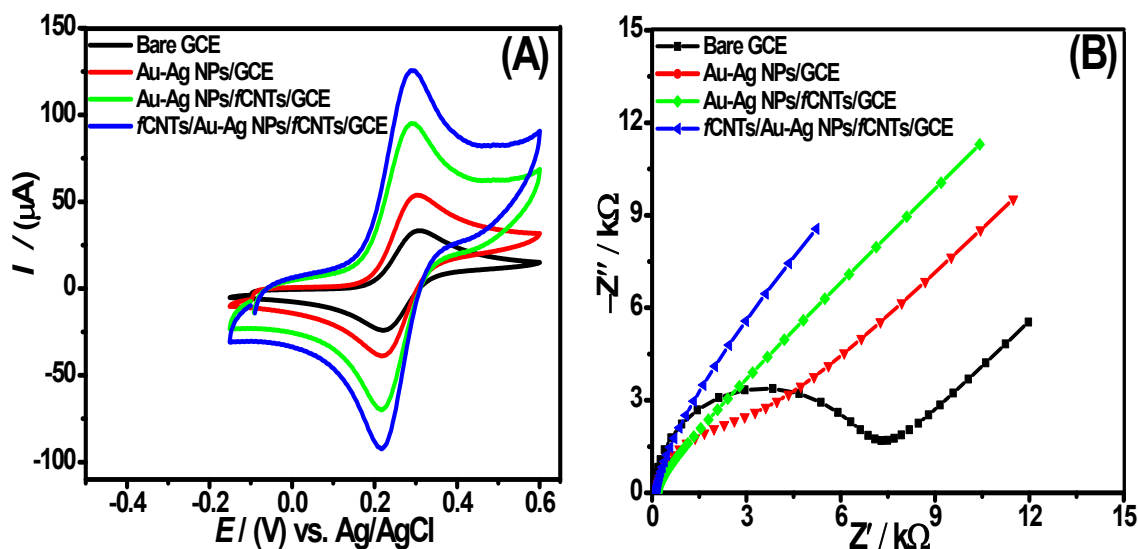 (A)
Bare GCE
Au-Ag NPs/GCE
Au-Ag NPs/fCNTs/GCE
fCNTs/Au-Ag NPs/fCNTs/GCE
150
100
50
0
-50
-100
I / (μA)
-0.4 -0.2 0.0 0.2 0.4 0.6
E / (V) vs. Ag/AgCl
(B)
Bare GCE
Au-Ag NPs/GCE
Au-Ag NPs/fCNTs/GCE
fCNTs/Au-Ag NPs/fCNTs/GCE
15
12
9
6
3
0
–Z'' / kΩ
0 3 6 9 12 15
Z' / kΩ